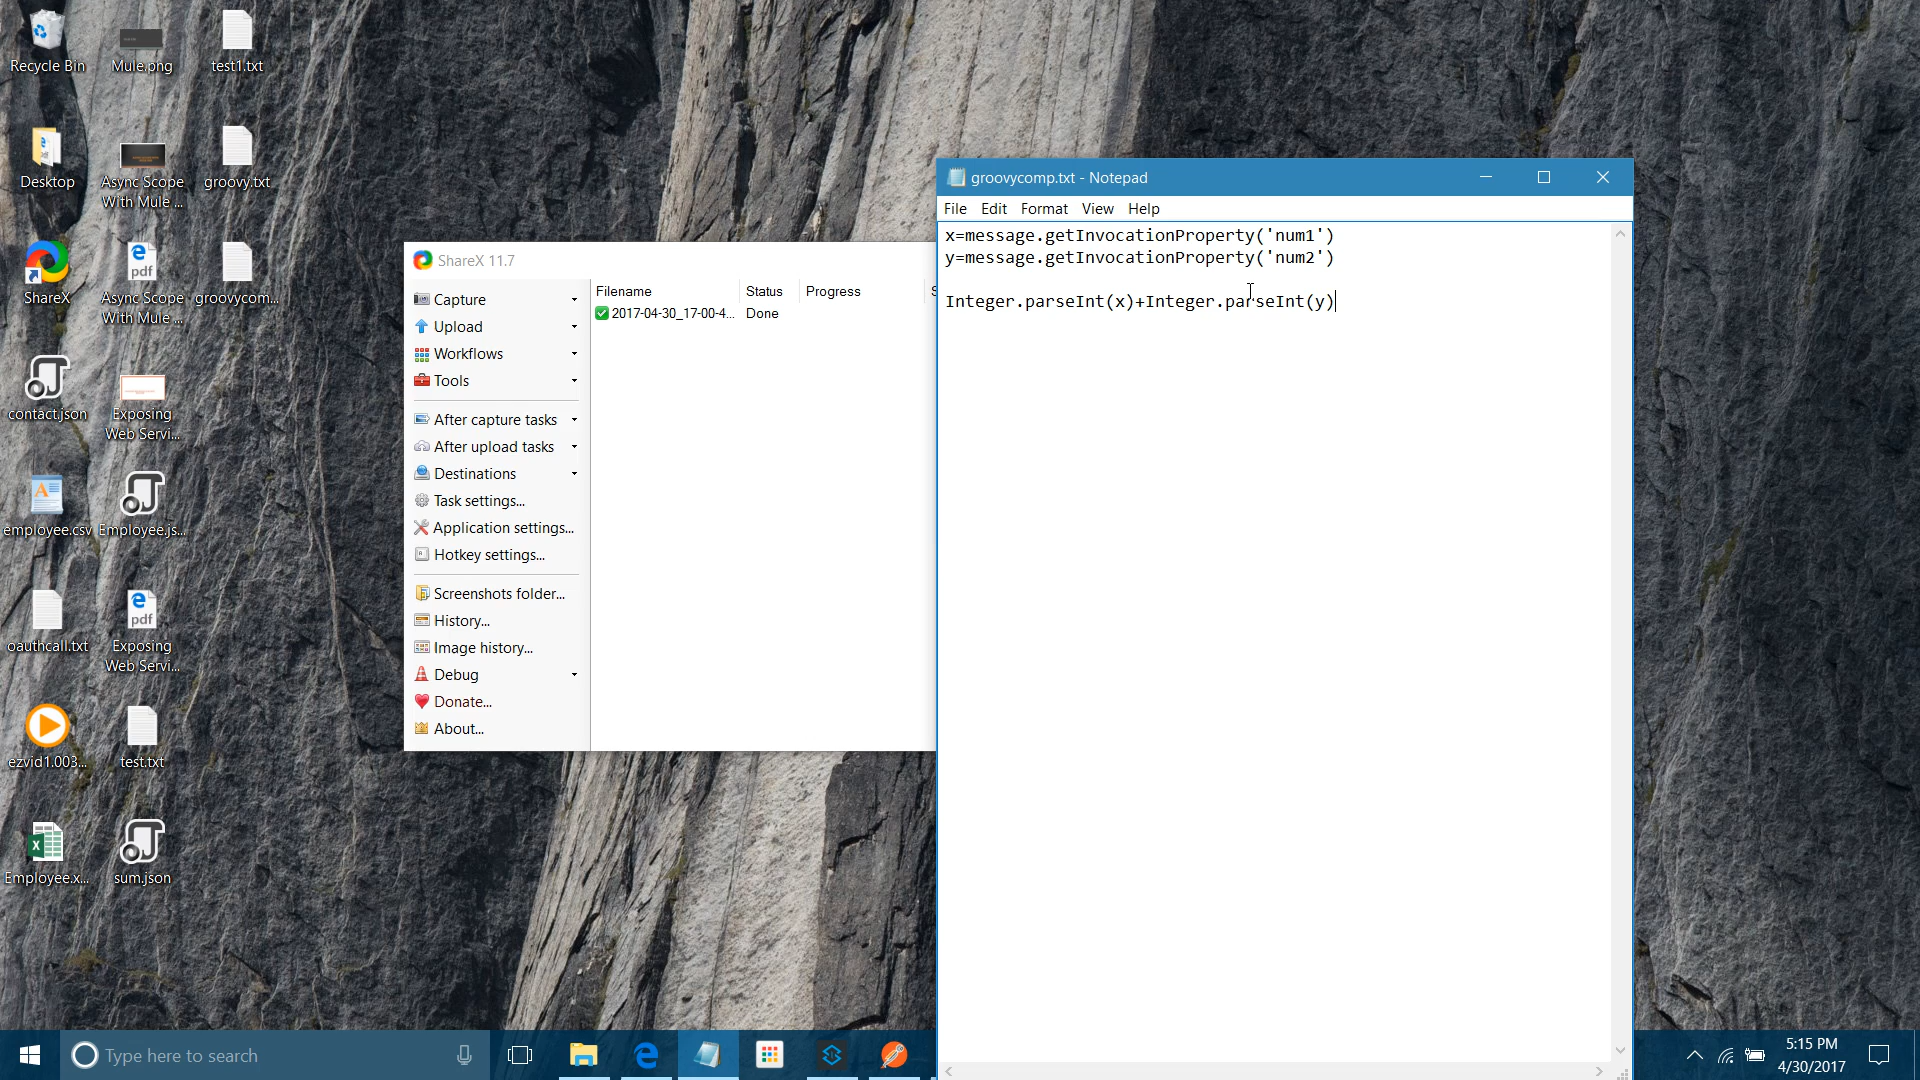 Recycle Bin
Mule.png
test1.txt
Desktop
Async Scope
With Mule ...
groovy.txt
ShareX
pdf
Async Scope
With Mule ...
groovycom...
contact.json
Exposing
Web Servi...
employee.csv
Employee.js...
oauthcall.txt
pdf
Exposing
Web Servi...
ezvid1.003...
test.txt
Employee.x...
sum.json
ShareX 11.7
Capture
Upload
Workflows
Tools
After capture tasks
After upload tasks
Destinations
Task settings...
Application settings...
Hotkey settings...
Screenshots folder...
History...
Image history...
Debug
Donate...
About...
Filename Status Progress S
2017-04-30_17-00-4... Done
groovycomp.txt - Notepad
File Edit Format View Help
x=message.getInvocationProperty('num1')
y=message.getInvocationProperty('num2')
Integer.parseInt(x)+Integer.parseInt(y)
Type here to search
5:15 PM
4/30/2017